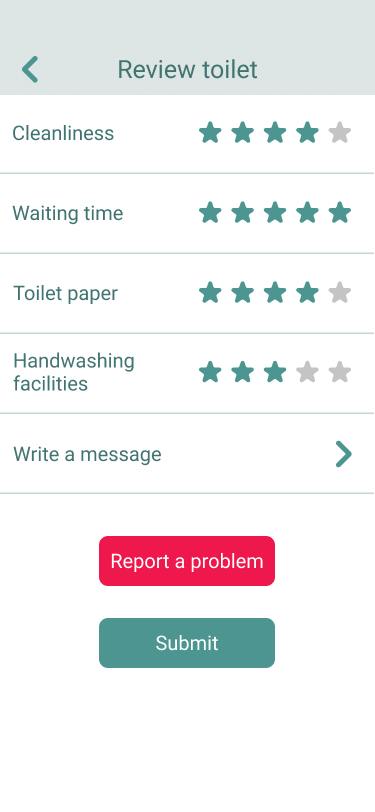 Review toilet
Cleanliness
Waiting time
Toilet paper
Handwashing
facilities
Write a message
Report a problem
Submit